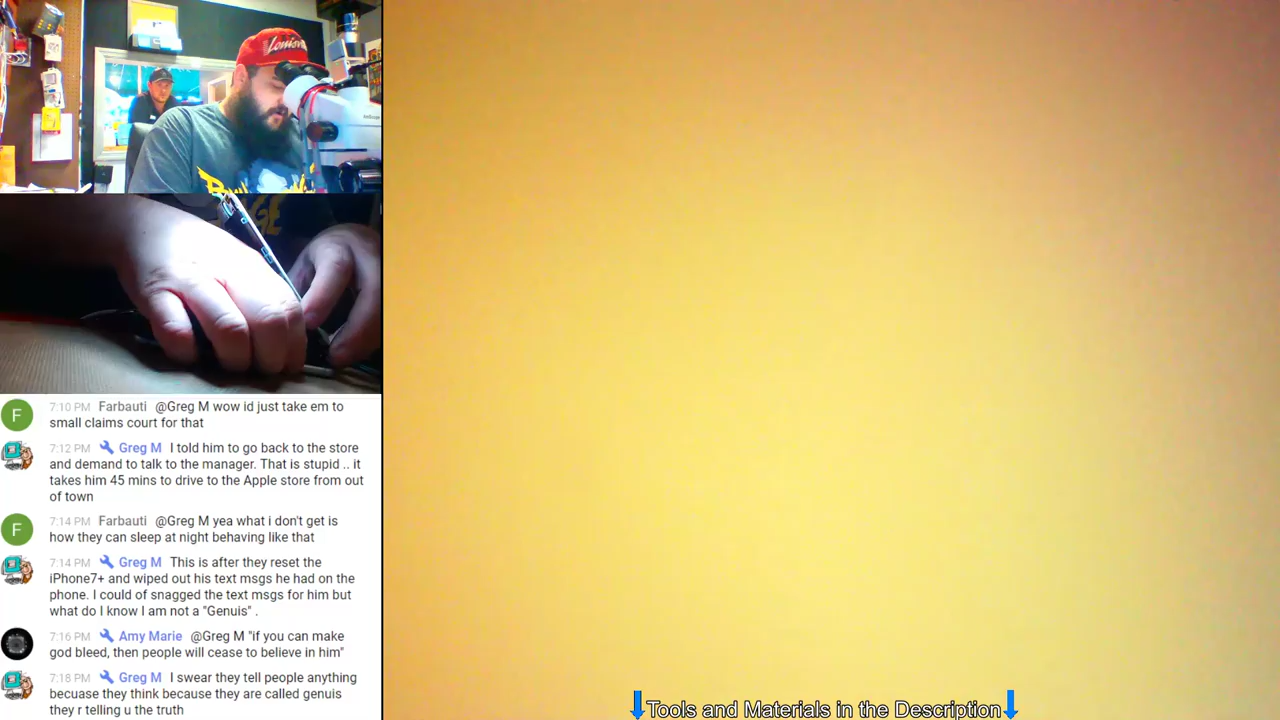 Louisville
7:10 PM Farbauti @Greg M wow id just take em to
small claims court for that
7:12 PM Greg M I told him to go back to the store
and demand to talk to the manager. That is stupid .. it
takes him 45 mins to drive to the Apple store from out
of town
7:14 PM Farbauti @Greg M yea what i don't get is
how they can sleep at night behaving like that
7:14 PM Greg M This is after they reset the
iPhone7+ and wiped out his text msgs he had on the
phone. I could of snagged the text msgs for him but
what do I know I am not a "Genuis" .
7:16 PM Amy Marie @Greg M "if you can make
god bleed, then people will cease to believe in him"
7:18 PM Greg M I swear they tell people anything
becuase they think because they are called genuis
they r telling u the truth
F
F
Tools and Materials in the Description